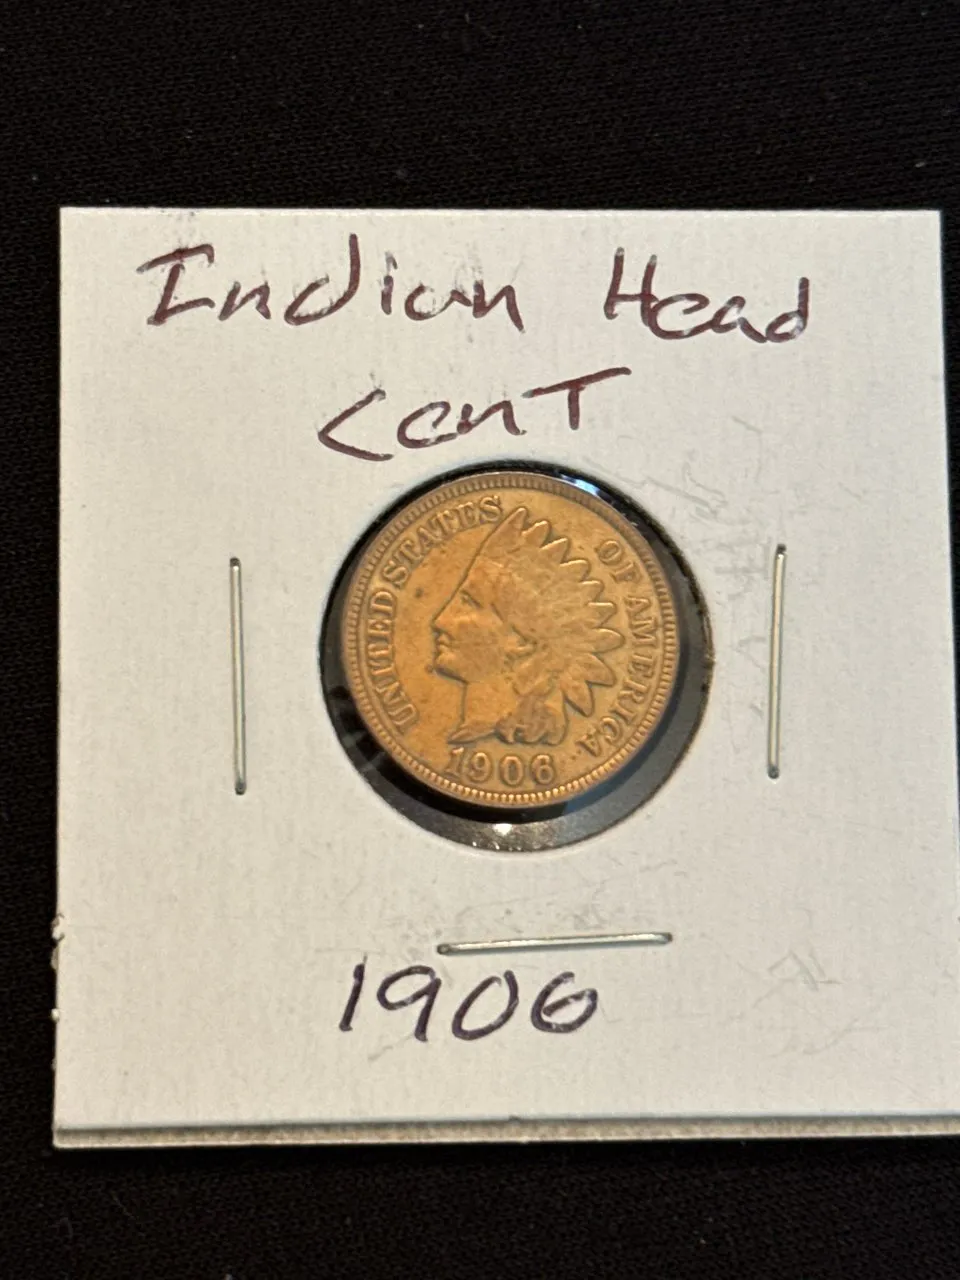 Indian Head
Cent
UNITED STATES
OF AMERICA
1906
1906